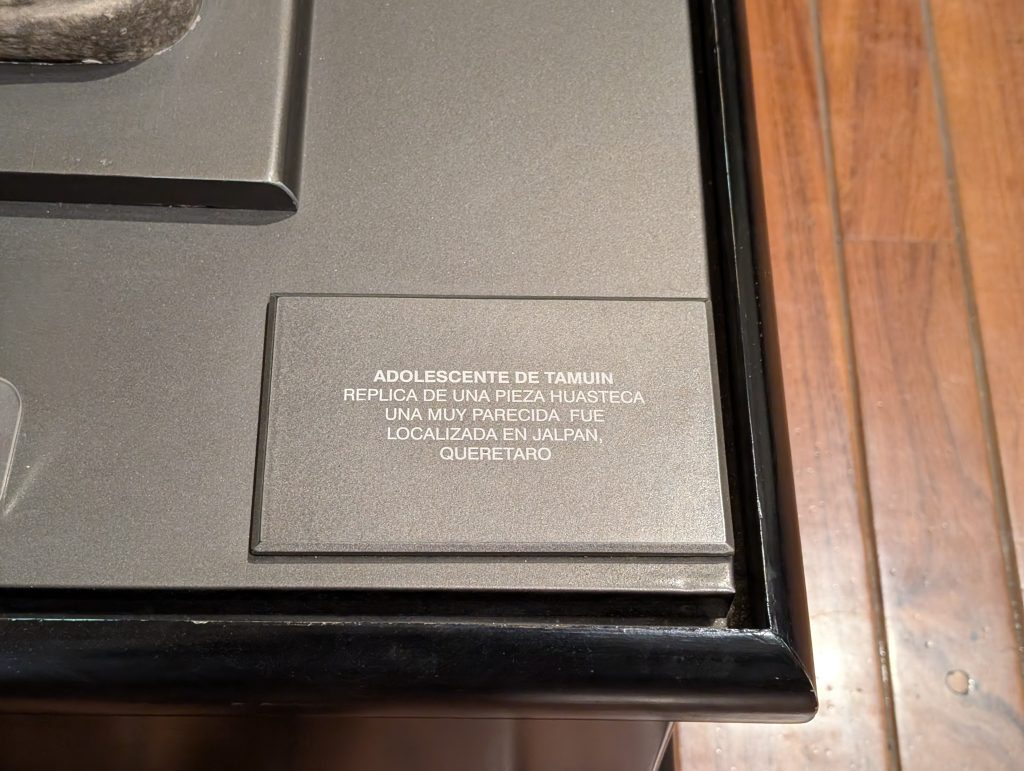 ADOLESCENTE DE TAMUIN
REPLICA DE UNA PIEZA HUASTECA
UNA MUY PARECIDA FUE
LOCALIZADA EN JALPAN,
QUERETARO